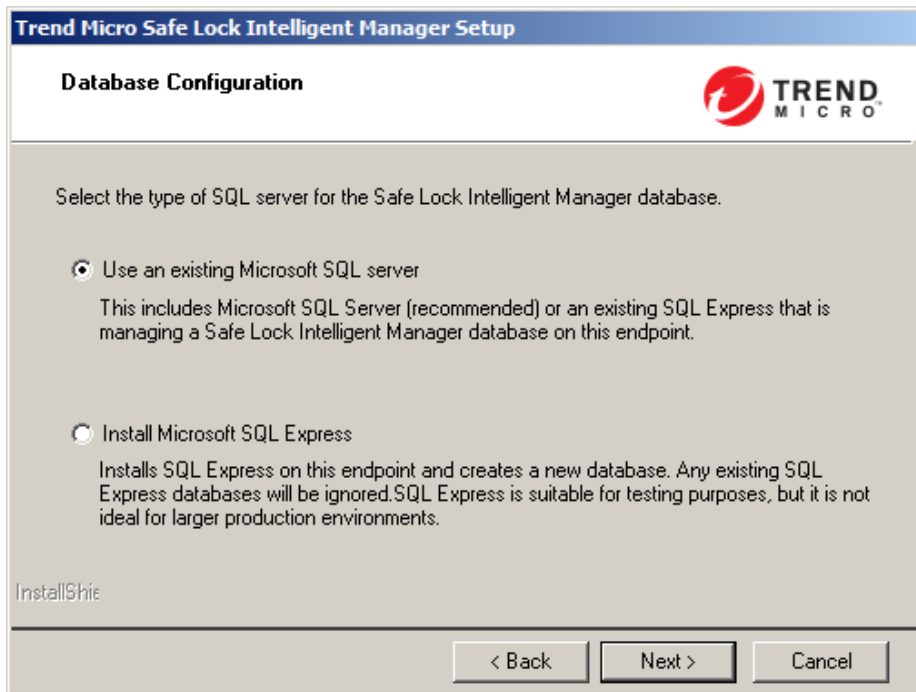 Trend Micro Safe Lock Intelligent Manager Setup
Database Configuration
TREND
MICRO™
Select the type of SQL server for the Safe Lock Intelligent Manager database.
Use an existing Microsoft SQL server
This includes Microsoft SQL Server (recommended) or an existing SQL Express that is
managing a Safe Lock Intelligent Manager database on this endpoint.
Install Microsoft SQL Express
Installs SQL Express on this endpoint and creates a new database. Any existing SQL
Express databases will be ignored.SQL Express is suitable for testing purposes, but it is not
ideal for larger production environments.
InstallShie
< Back
Next >
Cancel